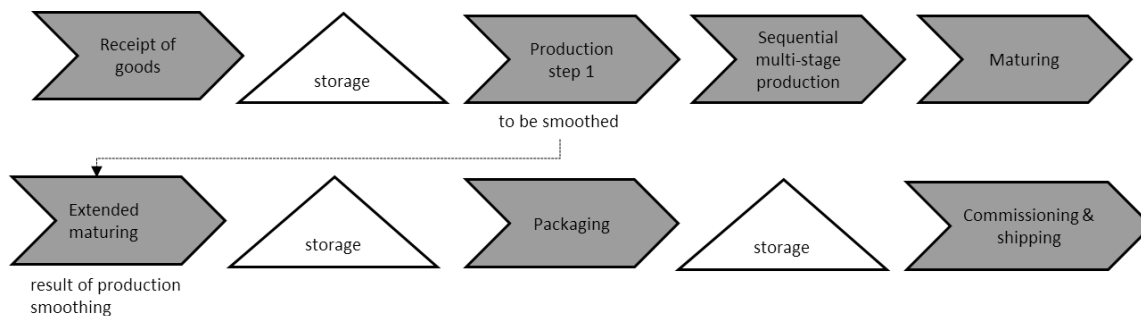 Receipt of
goods
storage
Production
step 1
Sequential
multi-stage
production
Maturing
to be smoothed
Extended
maturing
storage
Packaging
storage
Commissioning &
shipping
result of production
smoothing